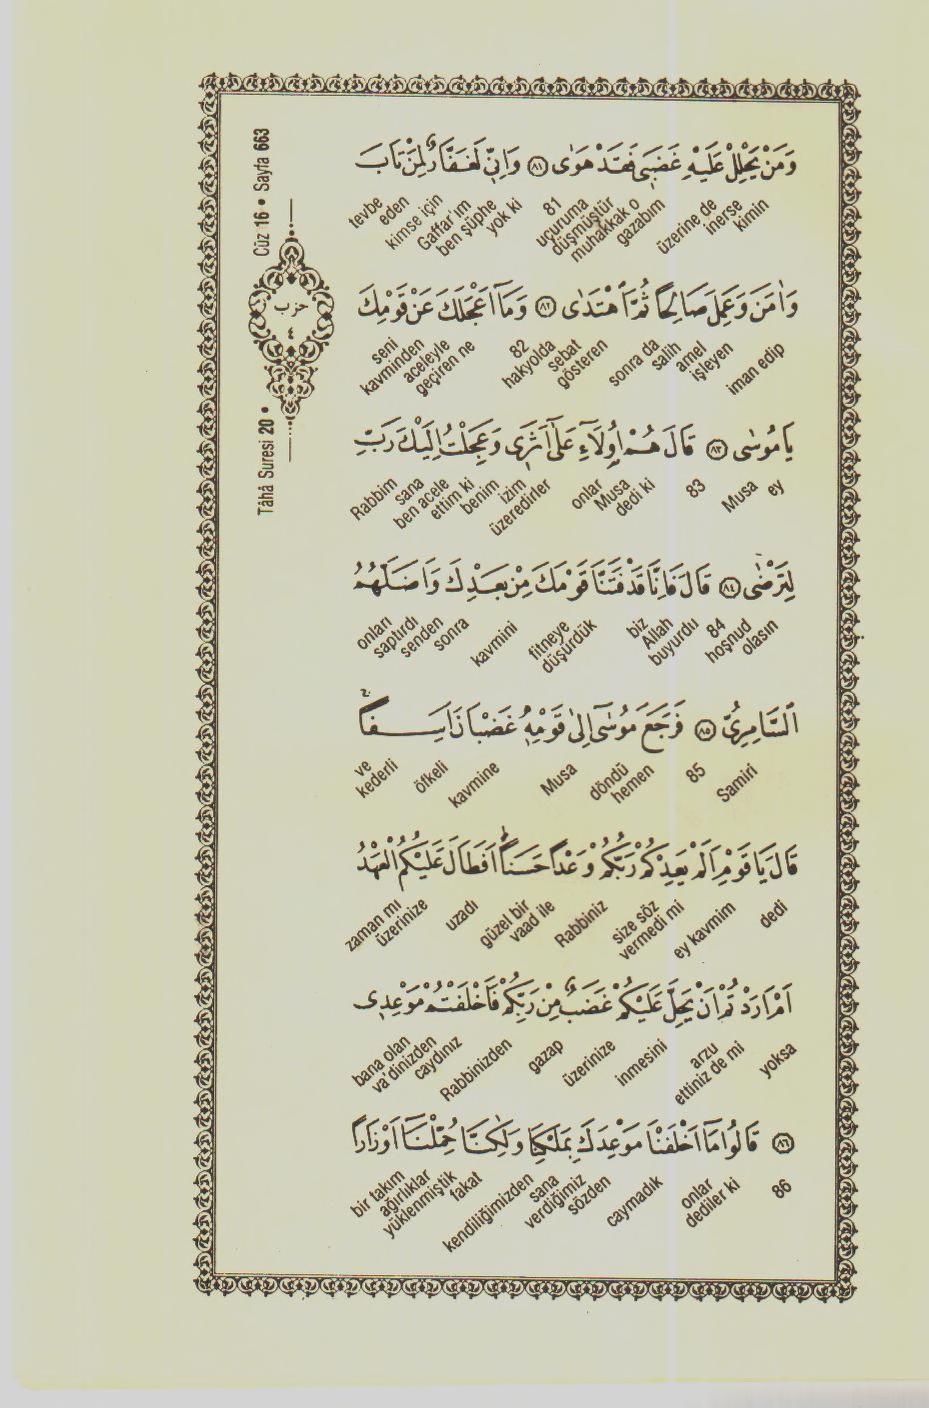 Cüz 16 • Sayfa 663
حزب
٤
Tâhâ Suresi 20 •
وَمَنْ يَحْلِلْ عَلَيْهِ غَضَبٖي فَقَدْ هَوٰى ﴿٨١﴾ وَاِنّٖي لَغَفَّارٌ لِمَنْ تَابَ
kimin inerse üzerine de gazabım muhakkak o düşmüştür uçuruma 81 yok ki ben şüphe Gaffar'ım kimse için eden tevbe
وَاٰمَنَ وَعَمِلَ صَالِحًا ثُمَّ اهْتَدٰى ﴿٨٢﴾ وَمَٓا اَعْجَلَكَ عَنْ قَوْمِكَ
iman edip işleyen amel salih sonra da gösteren sebat hakyolda 82 geçiren ne aceleyle kavminden seni
يَا مُوسٰى ﴿٨٣﴾ قَالَ هُمْ اُو۬لَٓاءِ عَلٰٓى اَثَرٖي وَعَجِلْتُ اِلَيْكَ رَبِّ
ey Musa 83 dedi ki Musa onlar üzeredirler izim benim ettim ki ben acele sana Rabbim
لِتَرْضٰى ﴿٨٤﴾ قَالَ فَاِنَّا قَدْ فَتَنَّا قَوْمَكَ مِنْ بَعْدِكَ وَاَضَلَّهُمُ
olasın hoşnud 84 buyurdu Allah biz düşürdük fitneye kavmini sonra senden saptırdı onları
السَّامِرِيُّ ﴿٨٥﴾ فَرَجَعَ مُوسٰٓى اِلٰى قَوْمِهٖ غَضْبَانَ اَسِفًا
Samiri 85 hemen döndü Musa kavmine öfkeli kederli ve
قَالَ يَا قَوْمِ اَلَمْ يَعِدْكُمْ رَبُّكُمْ وَعْدًا حَسَنًا اَفَطَالَ عَلَيْكُمُ الْعَهْدُ
dedi ey kavmim vermedi mi size söz Rabbiniz vaad ile güzel bir uzadı üzerinize zaman mı
اَمْ اَرَدْتُمْ اَنْ يَحِلَّ عَلَيْكُمْ غَضَبٌ مِنْ رَبِّكُمْ فَاَخْلَفْتُمْ مَوْعِدٖي
yoksa ettiniz de mi arzu inmesini üzerinize gazap Rabbinizden caydınız va'dinizden bana olan
﴿٨٦﴾ قَالُوا مَٓا اَخْلَفْنَا مَوْعِدَكَ بِمَلْكِنَا وَلٰكِنَّا حُمِّلْنَٓا اَوْزَارًا
86 dediler ki onlar caymadık sözden verdiğimiz sana kendiliğimizden fakat yüklenmiştik ağırlıklar bir takım